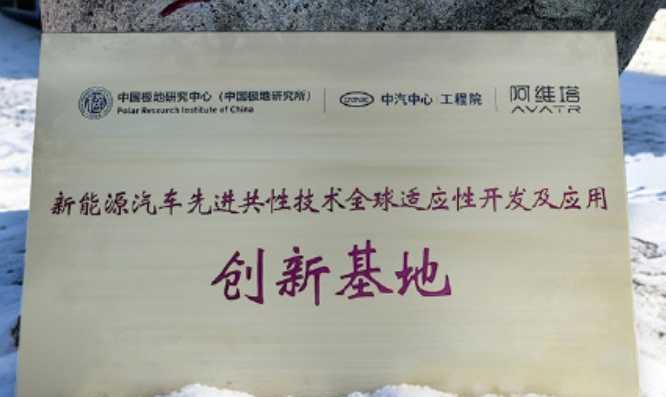 中国极地研究中心（中国极地研究所） 中汽中心 工程院 阿维塔
Polar Research Institute of China AVATR
新能源汽车先进共性技术全球适应性开发及应用
创新基地